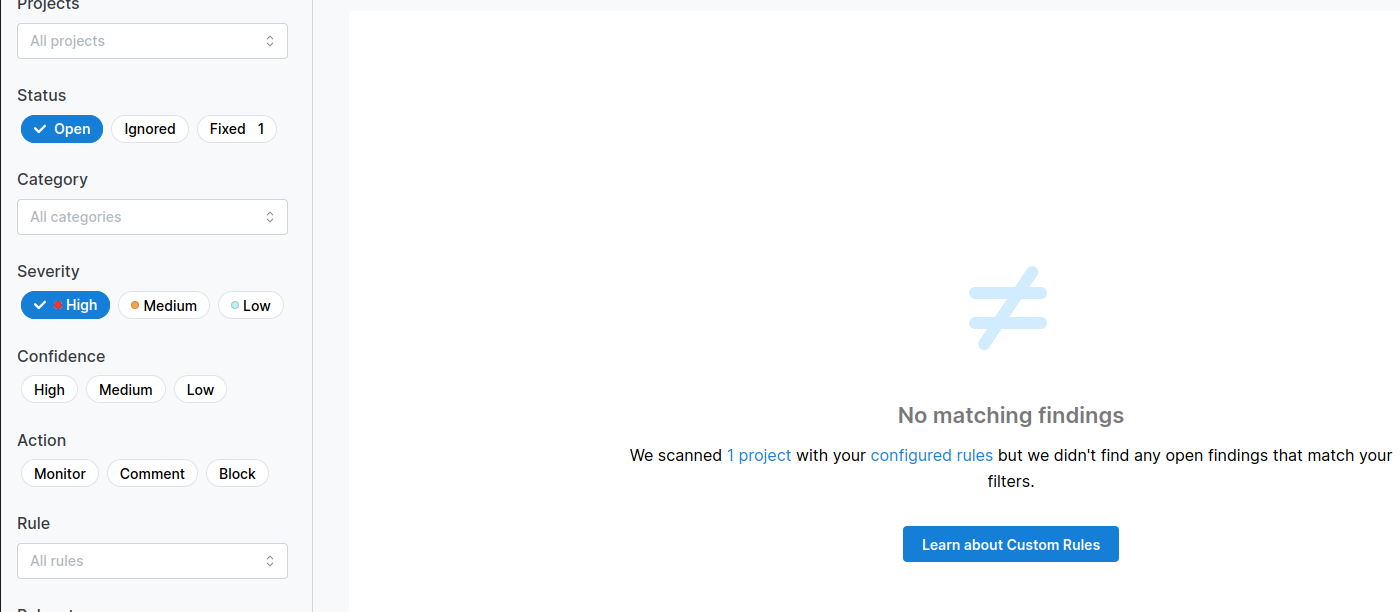 Projects
All projects
Status
Open Ignored Fixed 1
Category
All categories
Severity
High Medium Low
Confidence
High Medium Low
Action
Monitor Comment Block
Rule
All rules
No matching findings
We scanned 1 project with your configured rules but we didn't find any open findings that match your
filters.
Learn about Custom Rules